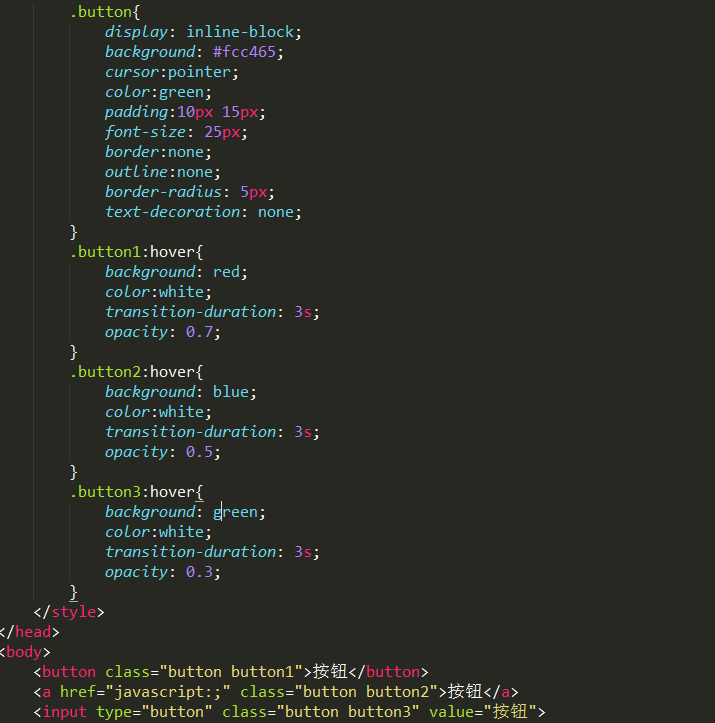 .button{
display: inline-block;
background: #fcc465;
cursor:pointer;
color:green;
padding:10px 15px;
font-size: 25px;
border:none;
outline:none;
border-radius: 5px;
text-decoration: none;
}
.button1:hover{
background: red;
color:white;
transition-duration: 3s;
opacity: 0.7;
}
.button2:hover{
background: blue;
color:white;
transition-duration: 3s;
opacity: 0.5;
}
.button3:hover{
background: green;
color:white;
transition-duration: 3s;
opacity: 0.3;
}
</style>
</head>
<body>
<button class="button button1">按钮</button>
<a href="javascript:;" class="button button2">按钮</a>
<input type="button" class="button button3" value="按钮">